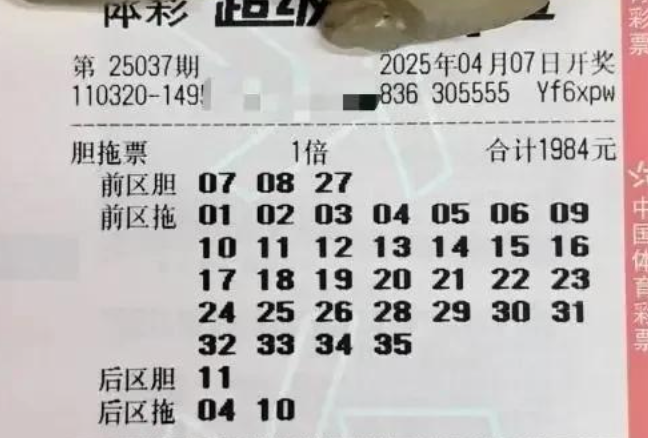 体彩 超级
第 25037期 2025年04月07日开奖
110320-149 836 305555 Yf6xpw
胆拖票 1倍 合计1984元
前区胆 07 08 27
前区拖 01 02 03 04 05 06 09
10 11 12 13 14 15 16
17 18 19 20 21 22 23
24 25 26 28 29 30 31
32 33 34 35
后区胆 11
后区拖 04 10
彩票
中国体育彩票